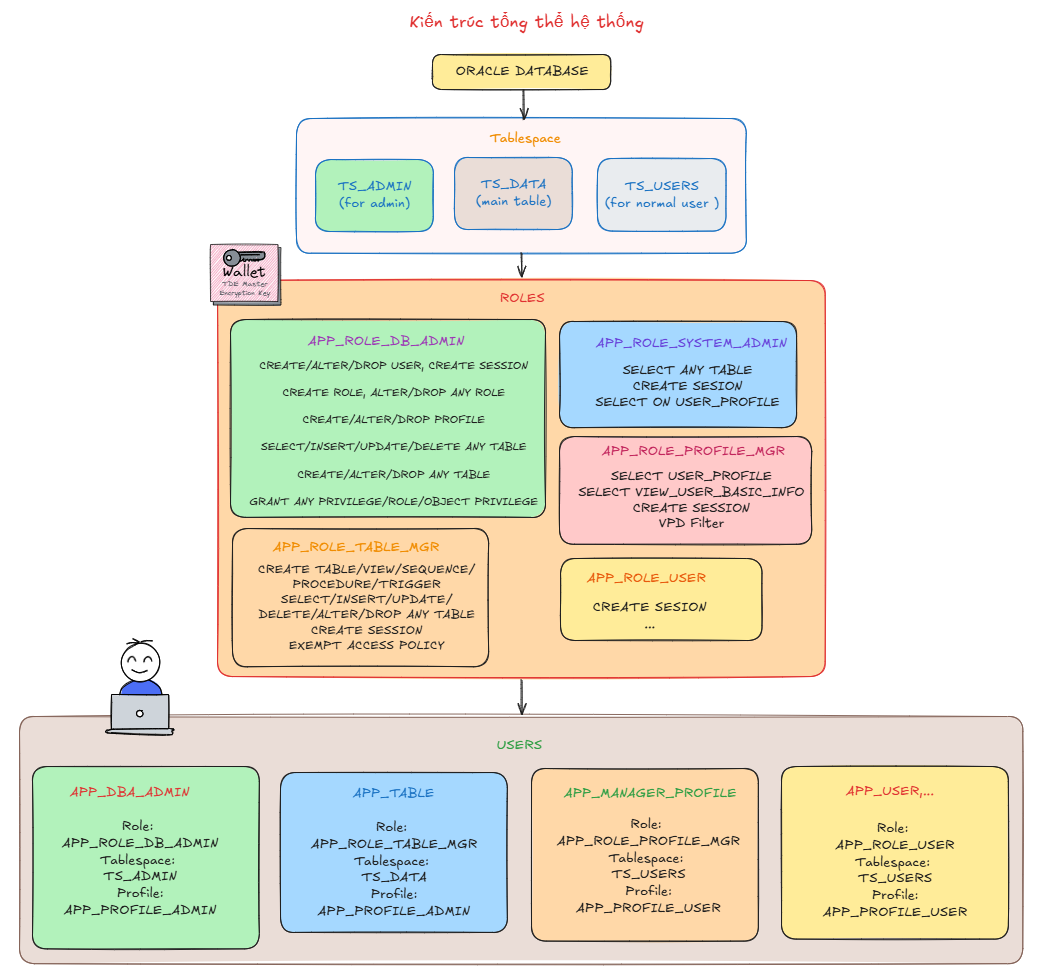 Kiến trúc tổng thể hệ thống
ORACLE DATABASE
Tablespace
TS_ADMIN
(for admin)
TS_DATA
(main table)
TS_USERS
(for normal user )
Wallet
TDE Master
Encryption Key
ROLES
APP_ROLE_DB_ADMIN
CREATE/ALTER/DROP USER, CREATE SESSION
CREATE ROLE, ALTER/DROP ANY ROLE
CREATE/ALTER/DROP PROFILE
SELECT/INSERT/UPDATE/DELETE ANY TABLE
CREATE/ALTER/DROP ANY TABLE
GRANT ANY PRIVILEGE/ROLE/OBJECT PRIVILEGE
APP_ROLE_SYSTEM_ADMIN
SELECT ANY TABLE
CREATE SESION
SELECT ON USER_PROFILE
APP_ROLE_PROFILE_MGR
SELECT USER_PROFILE
SELECT VIEW_USER_BASIC_INFO
CREATE SESSION
VPD Filter
APP_ROLE_TABLE_MGR
CREATE TABLE/VIEW/SEQUENCE/
PROCEDURE/TRIGGER
SELECT/INSERT/UPDATE/
DELETE/ALTER/DROP ANY TABLE
CREATE SESSION
EXEMPT ACCESS POLICY
APP_ROLE_USER
CREATE SESION
...
USERS
APP_DBA_ADMIN
Role:
APP_ROLE_DB_ADMIN
Tablespace:
TS_ADMIN
Profile:
APP_PROFILE_ADMIN
APP_TABLE
Role:
APP_ROLE_TABLE_MGR
Tablespace:
TS_DATA
Profile:
APP_PROFILE_ADMIN
APP_MANAGER_PROFILE
Role:
APP_ROLE_PROFILE_MGR
Tablespace:
TS_USERS
Profile:
APP_PROFILE_USER
APP_USER,...
Role:
APP_ROLE_USER
Tablespace:
TS_USERS
Profile:
APP_PROFILE_USER